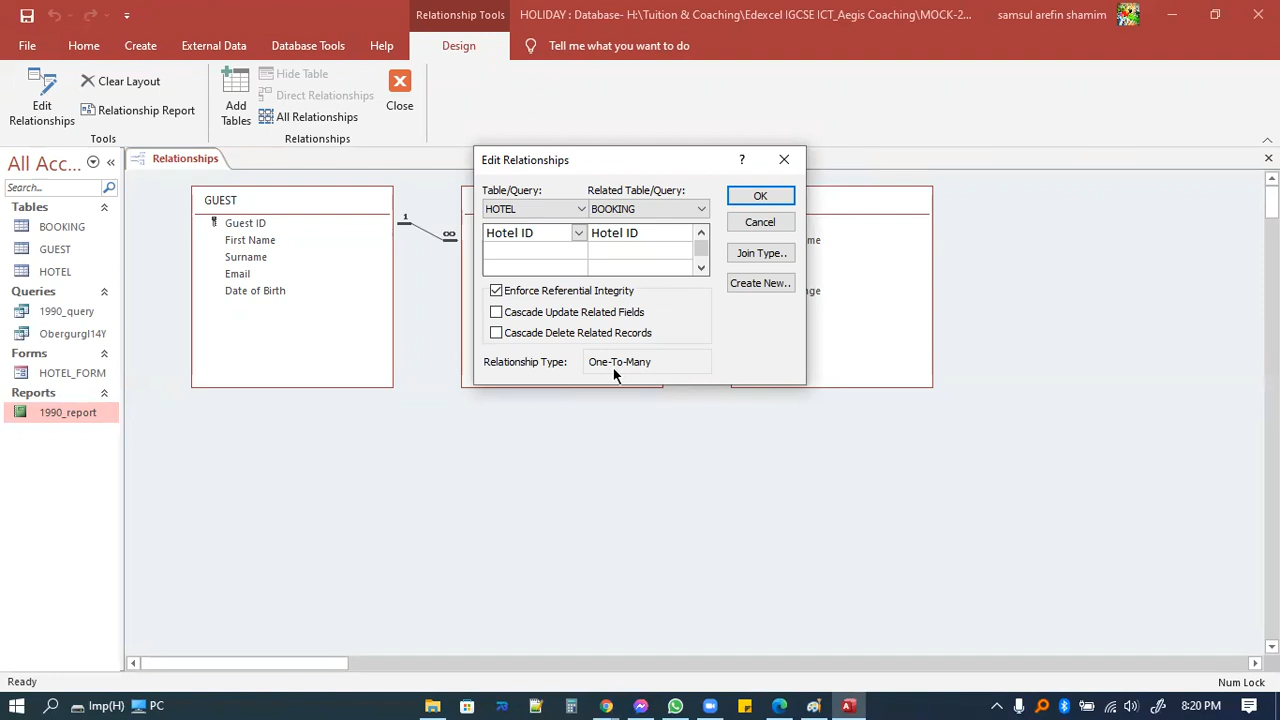 Relationship Tools
HOLIDAY : Database- H:\Tuition & Coaching\Edexcel IGCSE ICT_Aegis Coaching\MOCK-2...
samsul arefin shamim
File
Home
Create
External Data
Database Tools
Help
Design
Tell me what you want to do
Edit Relationships
Clear Layout
Relationship Report
Tools
Add Tables
Hide Table
Direct Relationships
All Relationships
Relationships
Close
All Acc...
Search...
Tables
BOOKING
GUEST
HOTEL
Queries
1990_query
Obergurgl14Y
Forms
HOTEL_FORM
Reports
1990_report
Relationships
GUEST
Guest ID
First Name
Surname
Email
Date of Birth
1
∞
Edit Relationships
?
Table/Query:
Related Table/Query:
HOTEL
BOOKING
Hotel ID
Hotel ID
Enforce Referential Integrity
Cascade Update Related Fields
Cascade Delete Related Records
Relationship Type:
One-To-Many
OK
Cancel
Join Type..
Create New..
Ready
Num Lock
Imp(H)
PC
8:20 PM